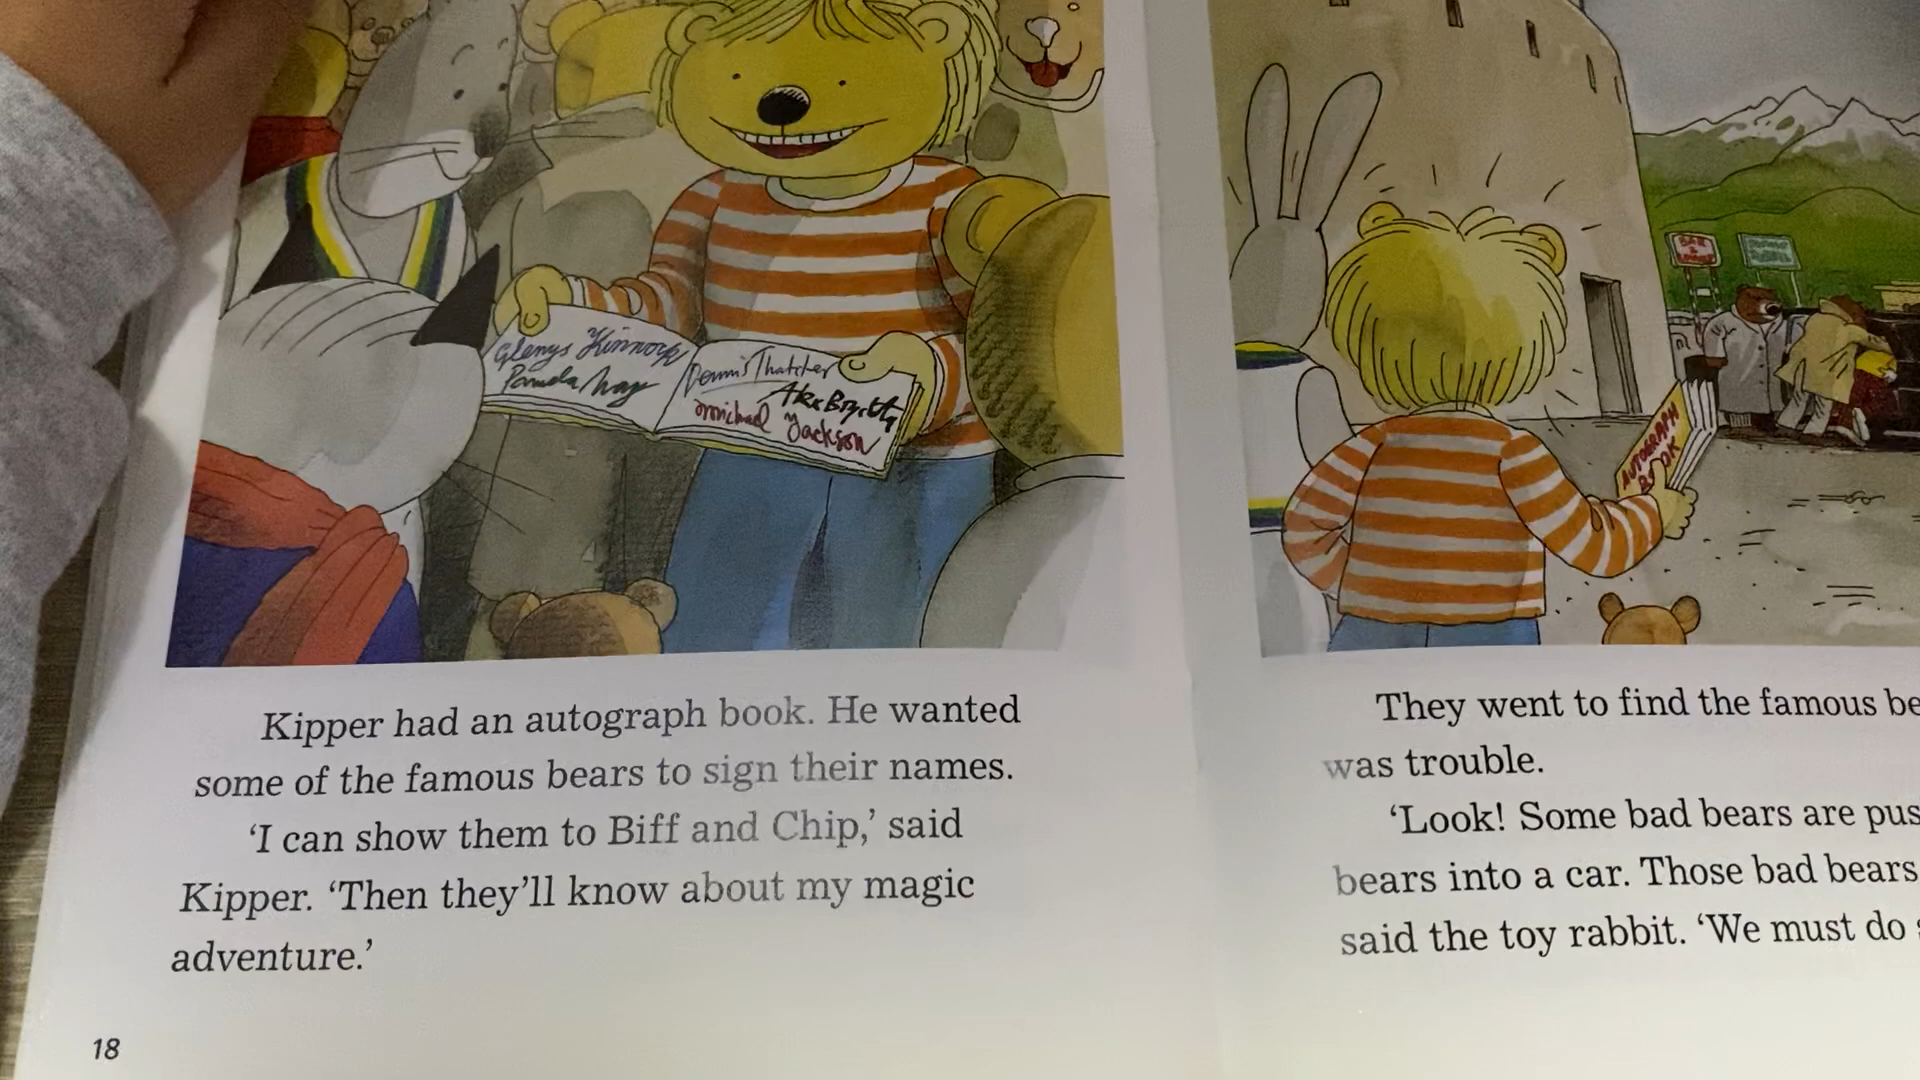 Glenys Kinnock
Pamela
Dennis Thatcher
Michael Jackson
AUTOGRAPH
BOOK
BAR
Kipper had an autograph book. He wanted
some of the famous bears to sign their names.
‘I can show them to Biff and Chip,’ said
Kipper. ‘Then they’ll know about my magic
adventure.’
18
They went to find the famous be
was trouble.
‘Look! Some bad bears are pus
bears into a car. Those bad bears
said the toy rabbit. ‘We must do